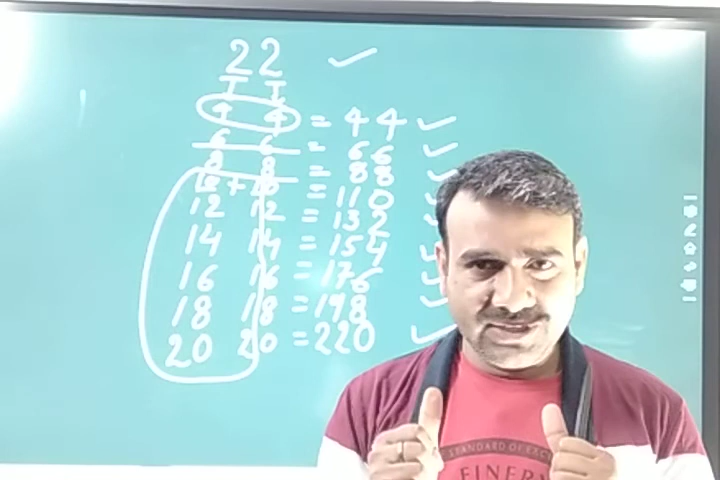 22
4 4 = 44
6 6 = 66
8 8 = 88
10 + 10 = 110
12 12 = 132
14 14 = 154
16 16 = 176
18 18 = 198
20 20 = 220
STANDARD OF EXC
FINERY